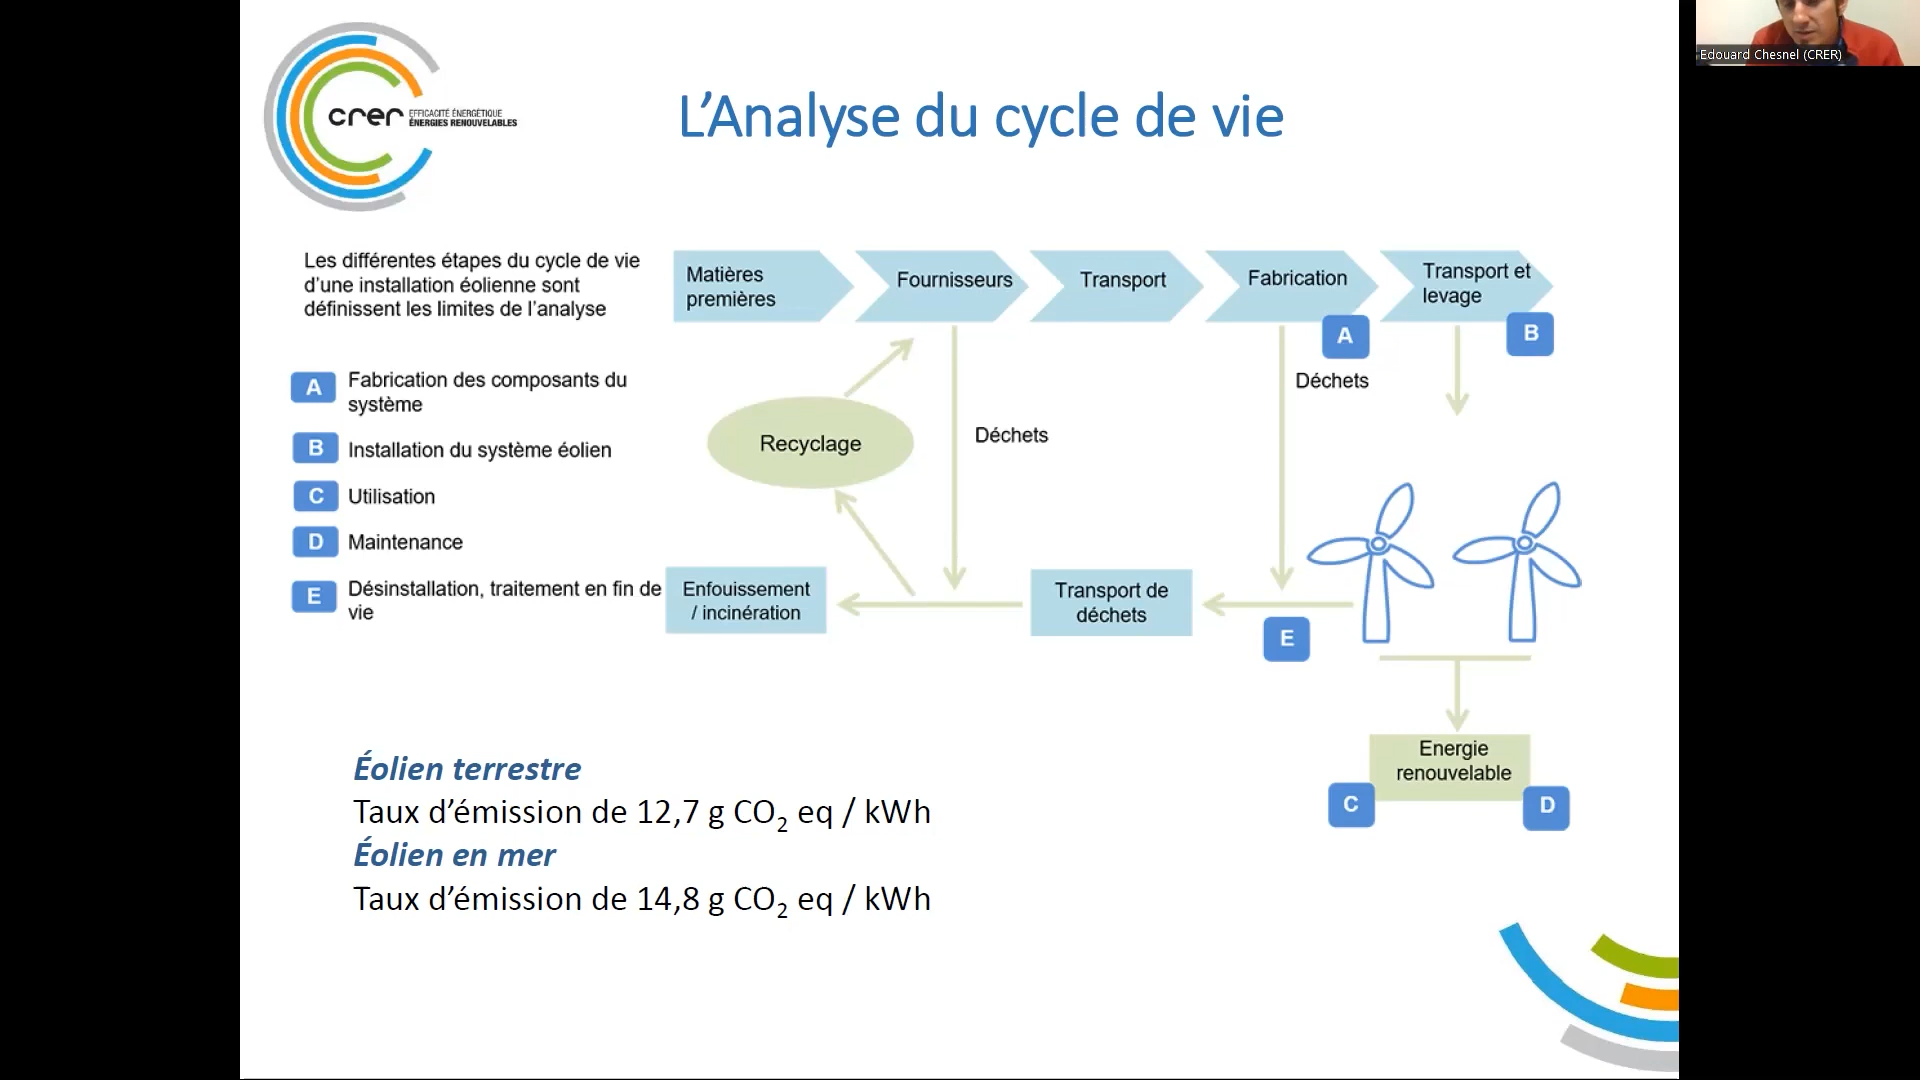 Edouard Chesnel (CRER)
crer
EFFICACITÉ ÉNERGÉTIQUE
ÉNERGIES RENOUVELABLES
L’Analyse du cycle de vie
Les différentes étapes du cycle de vie
d’une installation éolienne sont
définissent les limites de l’analyse
A
Fabrication des composants du
système
B
Installation du système éolien
C
Utilisation
D
Maintenance
E
Désinstallation, traitement en fin de
vie
Matières
premières
Fournisseurs
Transport
Fabrication
A
Transport et
levage
B
Déchets
Recyclage
Déchets
Enfouissement
/ incinération
Transport de
déchets
E
Energie
renouvelable
C
D
Éolien terrestre
Taux d’émission de 12,7 g CO₂ eq / kWh
Éolien en mer
Taux d’émission de 14,8 g CO₂ eq / kWh